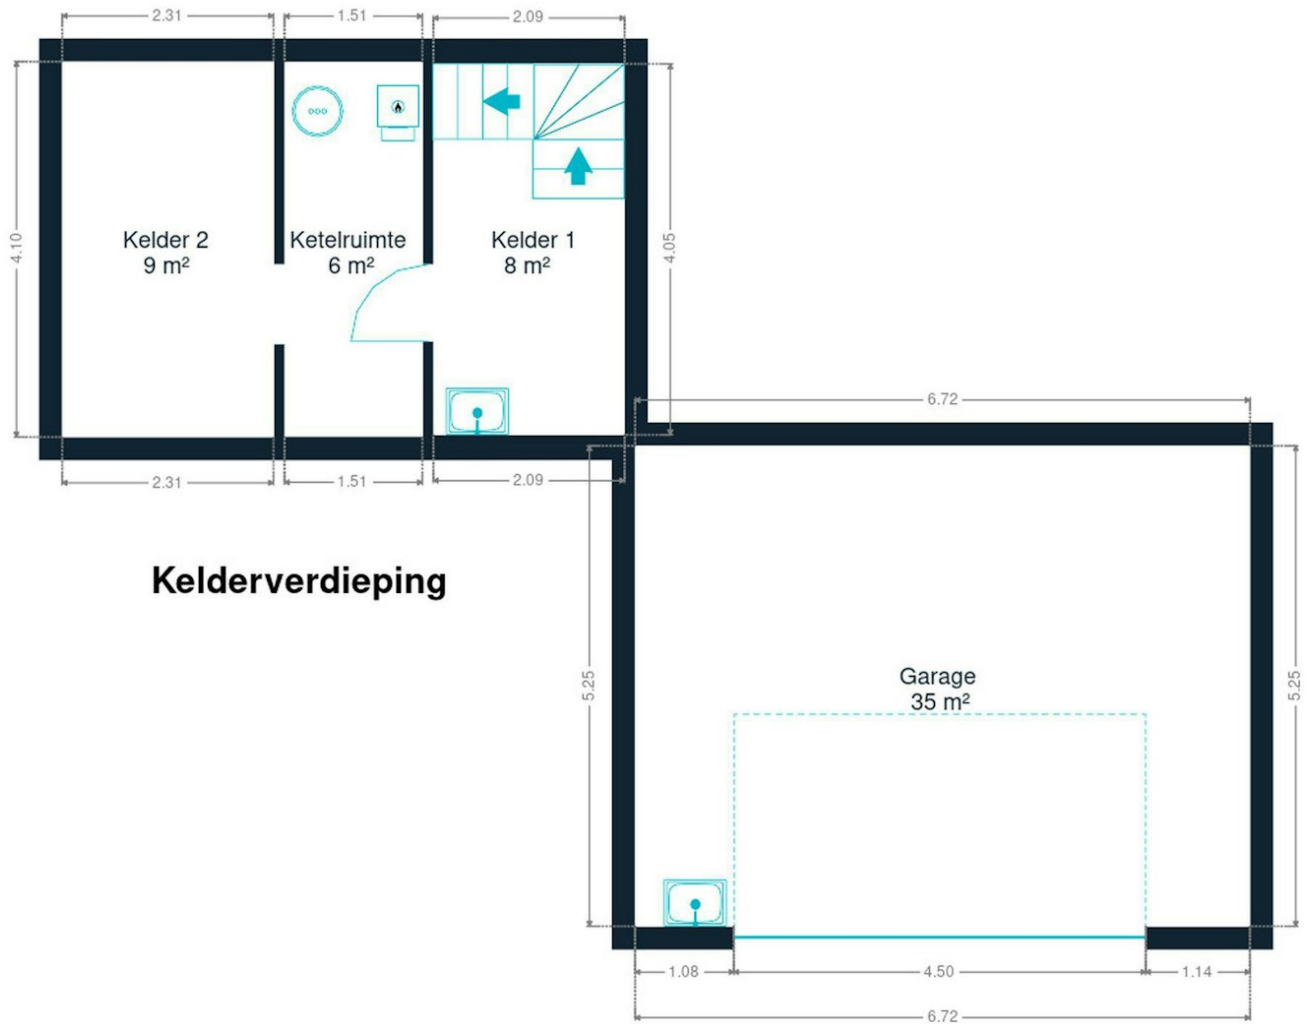 2.31 1.51 2.09
4.10
4.05
Kelder 2
9 m²
Ketelruimte
6 m²
Kelder 1
8 m²
6.72
2.31 1.51 2.09
Kelderverdieping
5.25
5.25
Garage
35 m²
1.08 4.50 1.14
6.72